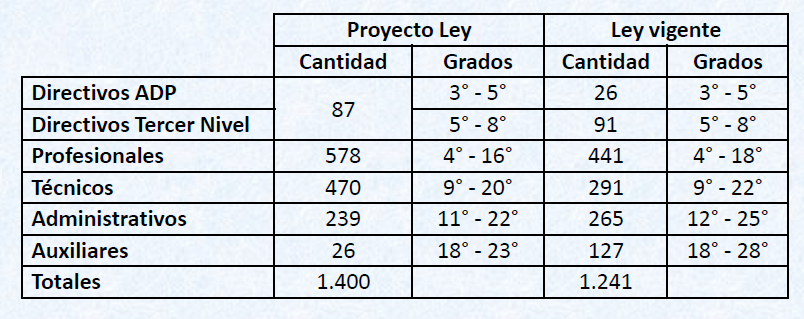 Proyecto Ley Ley vigente
Cantidad Grados Cantidad Grados
Directivos ADP 87 3° - 5° 26 3° - 5°
Directivos Tercer Nivel 5° - 8° 91 5° - 8°
Profesionales 578 4° - 16° 441 4° - 18°
Técnicos 470 9° - 20° 291 9° - 22°
Administrativos 239 11° - 22° 265 12° - 25°
Auxiliares 26 18° - 23° 127 18° - 28°
Totales 1.400 1.241